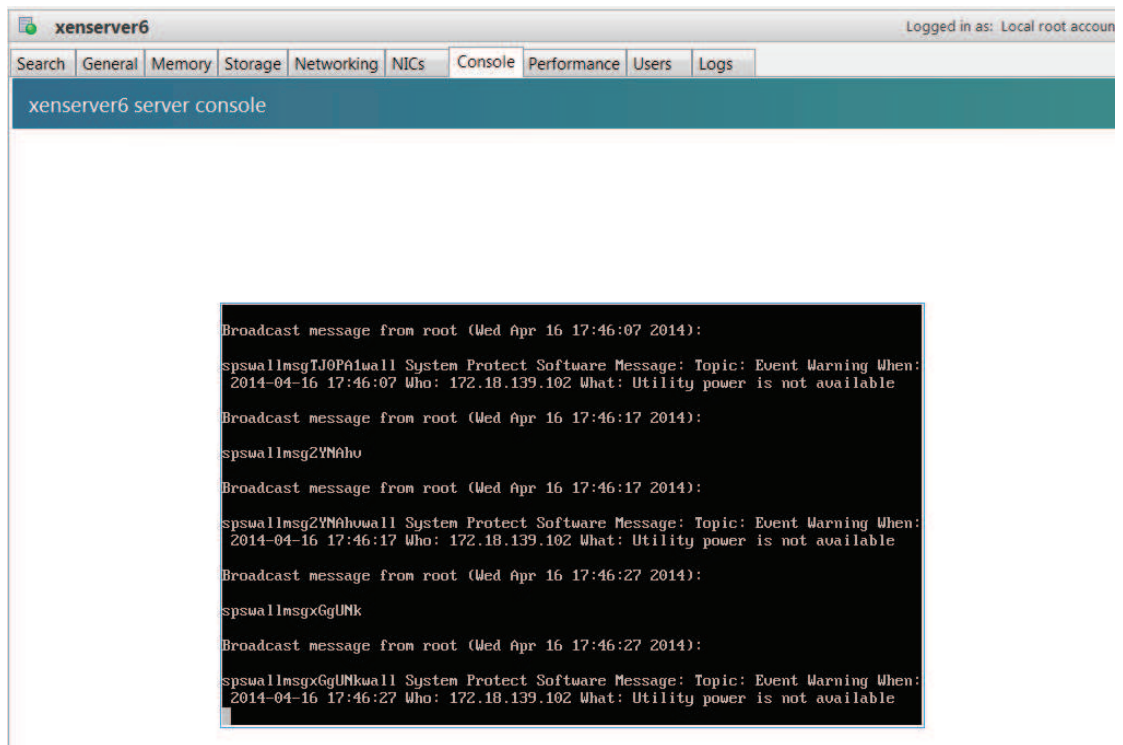 xenserver6
Logged in as: Local root accoun
Search General Memory Storage Networking NICs Console Performance Users Logs
xenserver6 server console
Broadcast message from root (Wed Apr 16 17:46:07 2014):
spswallmsgTJ0PA1wall System Protect Software Message: Topic: Event Warning When:
2014-04-16 17:46:07 Who: 172.18.139.102 What: Utility power is not available
Broadcast message from root (Wed Apr 16 17:46:17 2014):
spswallmsg2YNAhv
Broadcast message from root (Wed Apr 16 17:46:17 2014):
spswallmsg2YNAhvwall System Protect Software Message: Topic: Event Warning When:
2014-04-16 17:46:17 Who: 172.18.139.102 What: Utility power is not available
Broadcast message from root (Wed Apr 16 17:46:27 2014):
spswallmsgxGgUNk
Broadcast message from root (Wed Apr 16 17:46:27 2014):
spswallmsgxGgUNkwall System Protect Software Message: Topic: Event Warning When:
2014-04-16 17:46:27 Who: 172.18.139.102 What: Utility power is not available